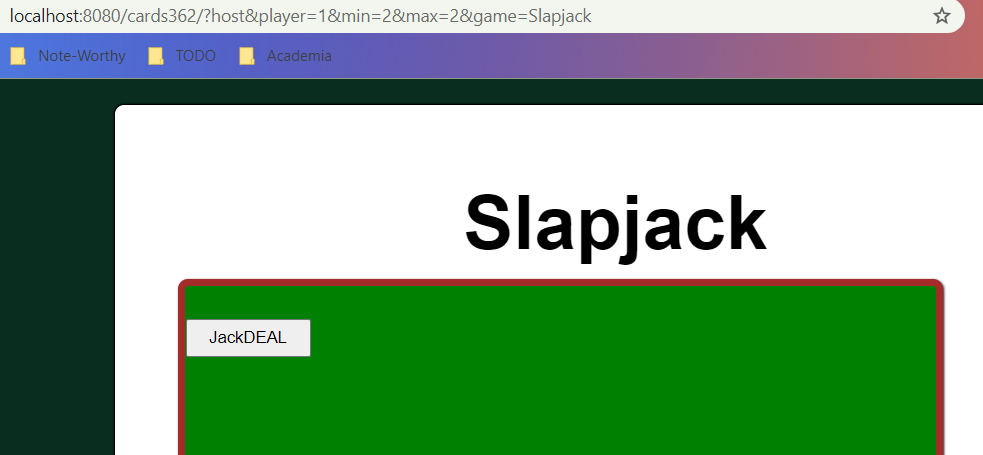 localhost:8080/cards362/?host&player=1&min=2&max=2&game=Slapjack
Note-Worthy TODO Academia
Slapjack
JackDEAL